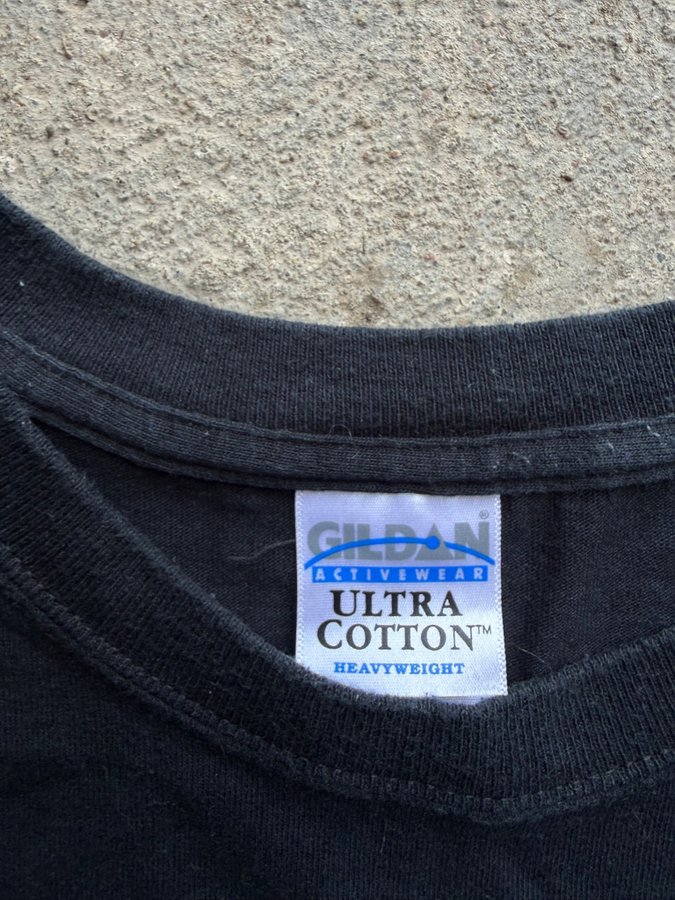 GILDAN®
ACTIVEWEAR
ULTRA
COTTON™
HEAVYWEIGHT